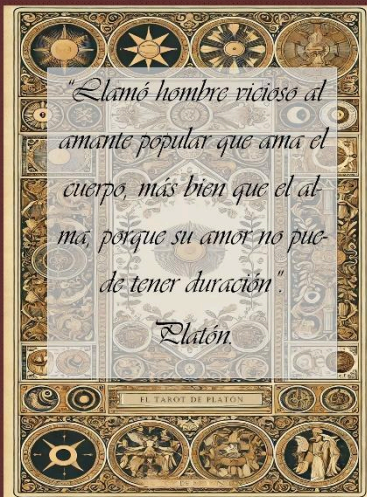 “Llamó hombre vicioso al
amante popular que ama el
cuerpo, más bien que el al-
ma, porque su amor no pue-
de tener duración”.
Platón.
EL TAROT DE PLATÓN